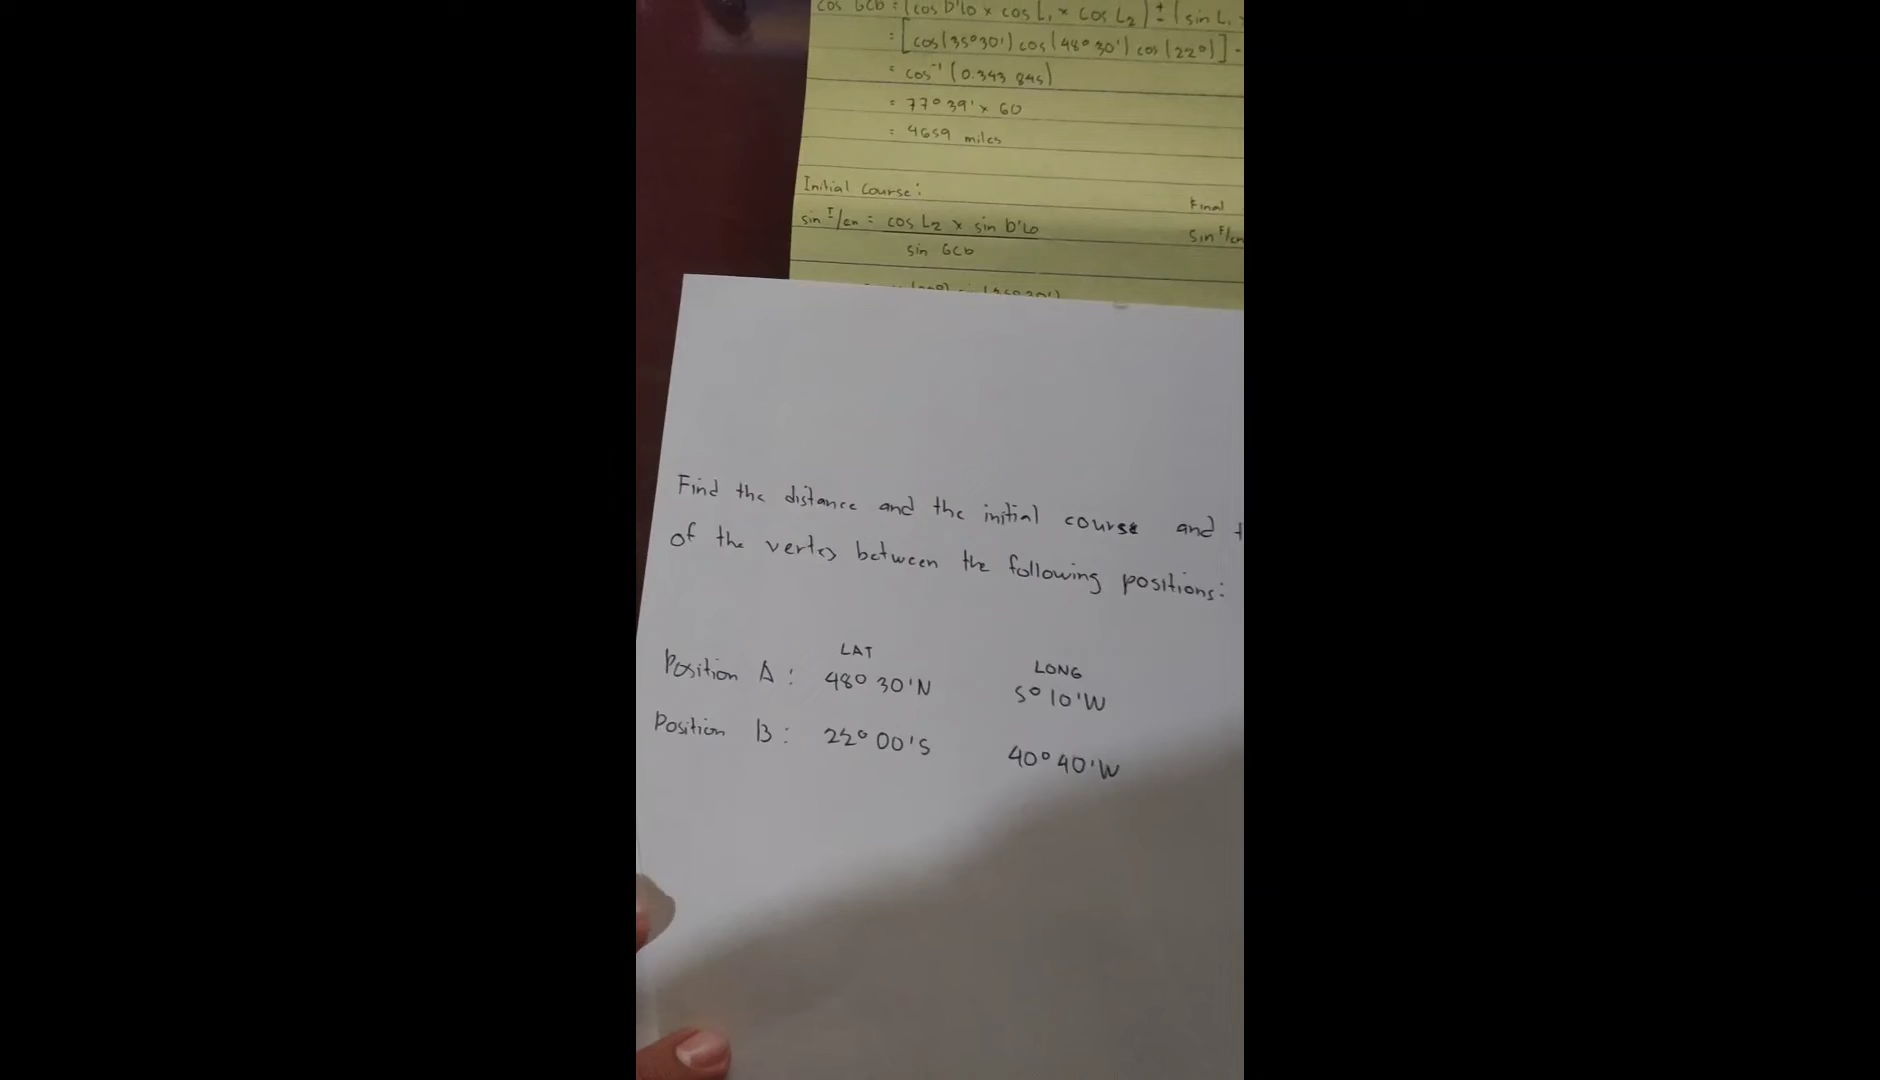 cos GCD = [cos D'Lo × cos L₁ × cos L₂] ± [sin L₁
= [cos(35°30') cos(48°30') cos(22°)] -
= cos⁻¹ (0.343 845)
= 77°39' × 60
= 4659 miles
Initial Course:
Final
sin I/cn = cos L₂ × sin D'Lo
sin F/cn
sin GCD
Find the distance and the initial course and
of the vertex between the following positions:
LAT LONG
Position A: 48° 30'N 5° 10'W
Position B: 22° 00'S 40° 40'W